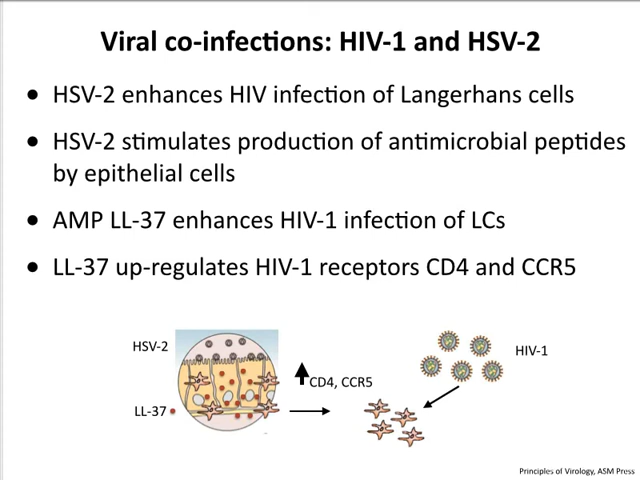 Viral co-infections: HIV-1 and HSV-2
• HSV-2 enhances HIV infection of Langerhans cells
• HSV-2 stimulates production of antimicrobial peptides
by epithelial cells
• AMP LL-37 enhances HIV-1 infection of LCs
• LL-37 up-regulates HIV-1 receptors CD4 and CCR5
HSV-2
HIV-1
CD4, CCR5
LL-37
Principles of Virology, ASM Press